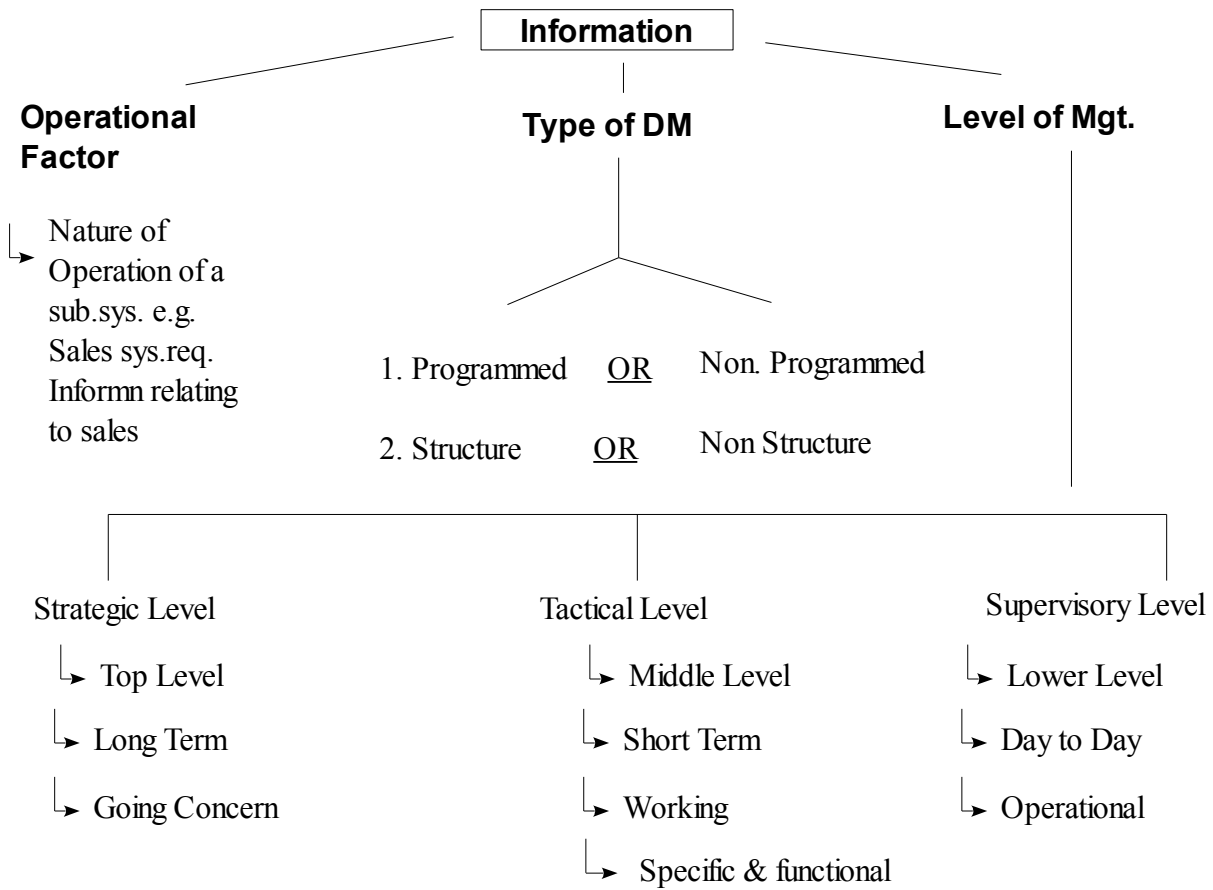 Information
Operational
Factor
Type of DM
Level of Mgt.
Nature of
Operation of a
sub.sys. e.g.
Sales sys.req.
Informn relating
to sales
1. Programmed OR Non. Programmed
2. Structure OR Non Structure
Strategic Level
Top Level
Long Term
Going Concern
Tactical Level
Middle Level
Short Term
Working
Specific & functional
Supervisory Level
Lower Level
Day to Day
Operational